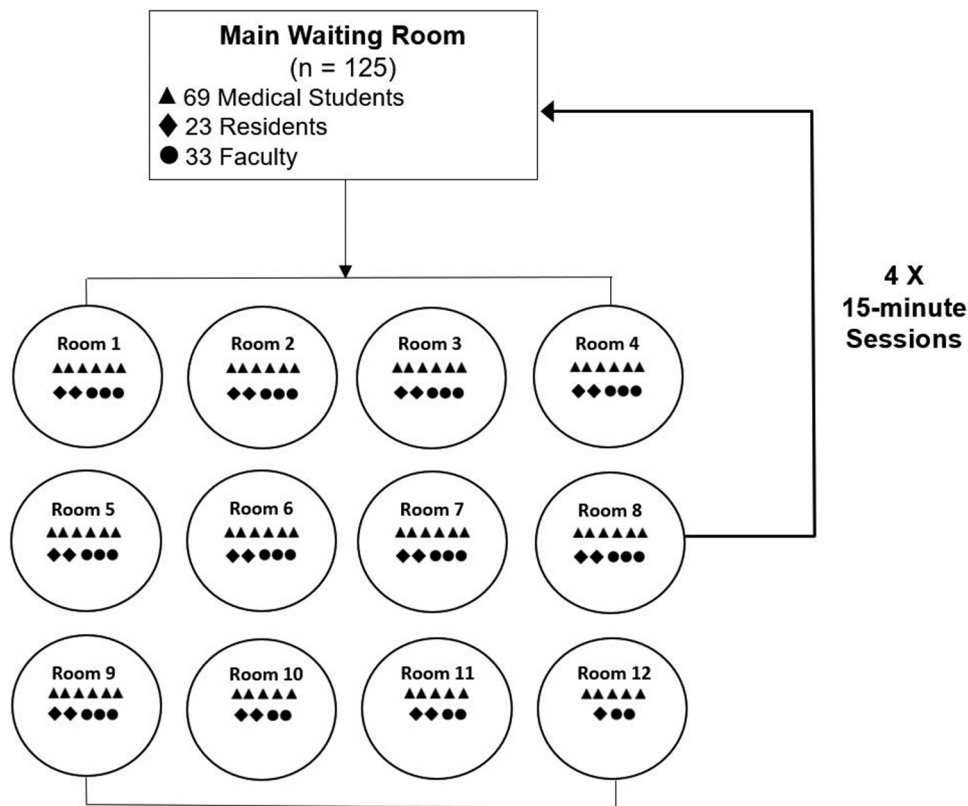 Main Waiting Room
(n = 125)
69 Medical Students
23 Residents
33 Faculty
4 X
15-minute
Sessions
Room 1
Room 2
Room 3
Room 4
Room 5
Room 6
Room 7
Room 8
Room 9
Room 10
Room 11
Room 12